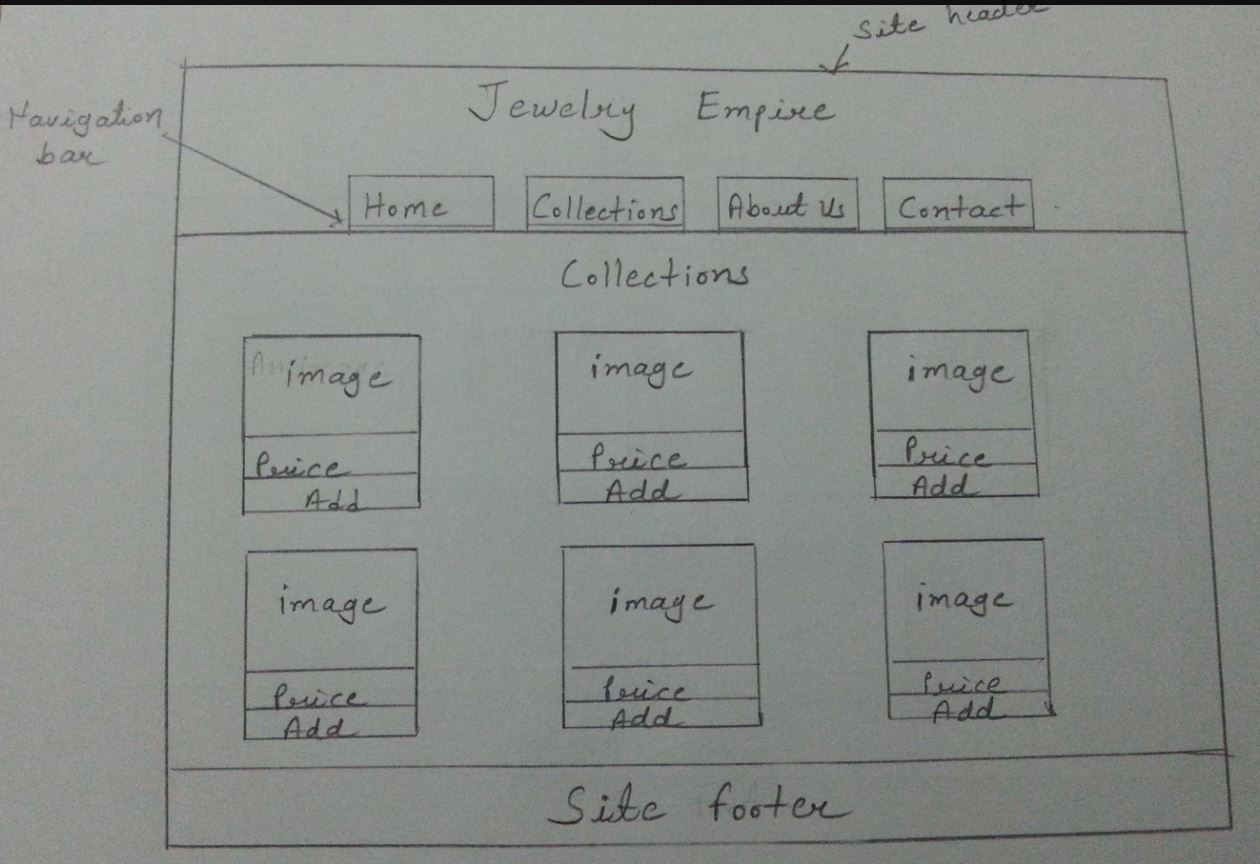 Site header
Navigation
bar
Jewelry Empire
Home Collections About Us Contact
Collections
image image image
Price Price Price
Add Add Add
image image image
Price Price Price
Add Add Add
Site footer